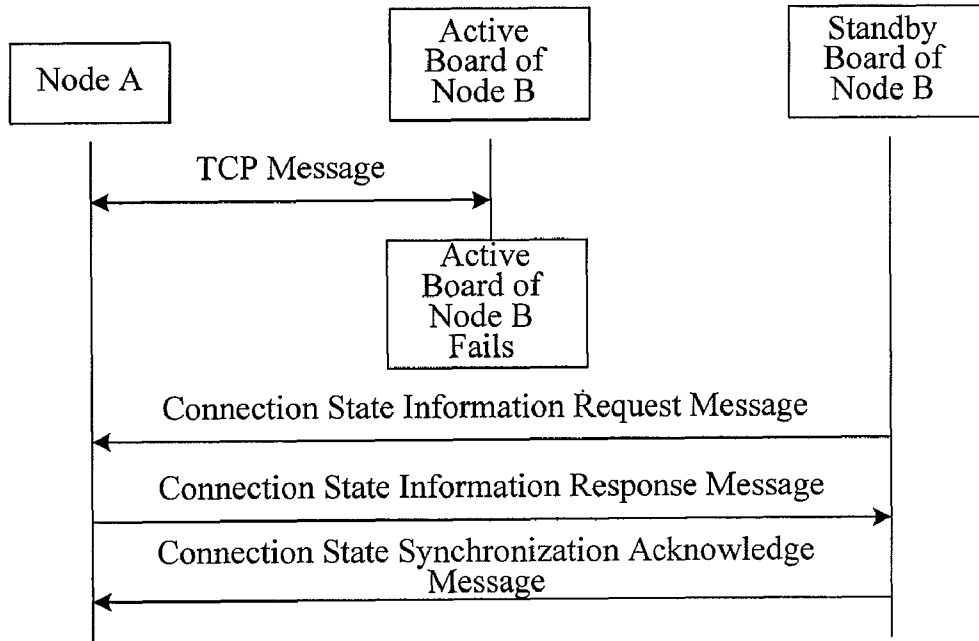 Node A
Active
Board of
Node B
Standby
Board of
Node B
TCP Message
Active
Board of
Node B
Fails
Connection State Information Request Message
Connection State Information Response Message
Connection State Synchronization Acknowledge
Message